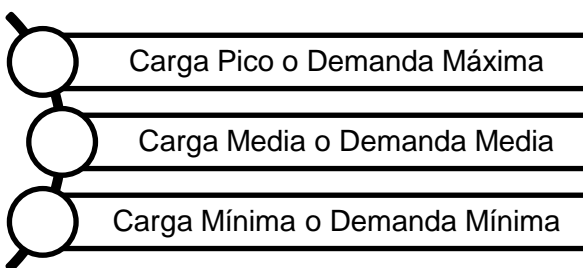 Carga Pico o Demanda Máxima
Carga Media o Demanda Media
Carga Mínima o Demanda Mínima